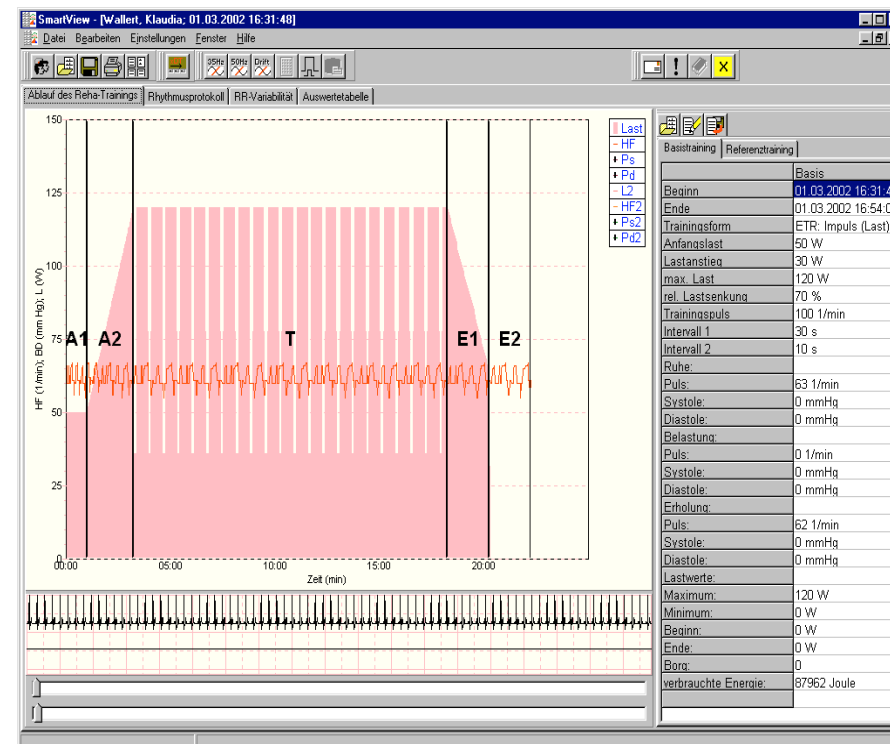 SmartView - [Wallert, Klaudia; 01.03.2002 16:31:48]
Datei Bearbeiten Einstellungen Fenster Hilfe
35Hz 50Hz Drift
Ablauf des Reha-Trainings Rhythmusprotokoll RR-Variabilität Auswertetabelle
150
125
100
75
50
25
0
HF (1/min); BD (mm Hg); L (W)
A1 A2 T E1 E2
00:00 05:00 10:00 15:00 20:00
Zeit (min)
Last
HF
Ps
Pd
L2
HF2
Ps2
Pd2
Basistraining Referenztraining
Basis
Beginn 01.03.2002 16:31:4
Ende 01.03.2002 16:54:0
Trainingsform ETR: Impuls (Last)
Anfangslast 50 W
Lastanstieg 30 W
max. Last 120 W
rel. Lastsenkung 70 %
Trainingspuls 100 1/min
Intervall 1 30 s
Intervall 2 10 s
Ruhe:
Puls: 63 1/min
Systole: 0 mmHg
Diastole: 0 mmHg
Belastung:
Puls: 0 1/min
Systole: 0 mmHg
Diastole: 0 mmHg
Erholung:
Puls: 62 1/min
Systole: 0 mmHg
Diastole: 0 mmHg
Lastwerte:
Maximum: 120 W
Minimum: 0 W
Beginn: 0 W
Ende: 0 W
Borg: 0
verbrauchte Energie: 87962 Joule